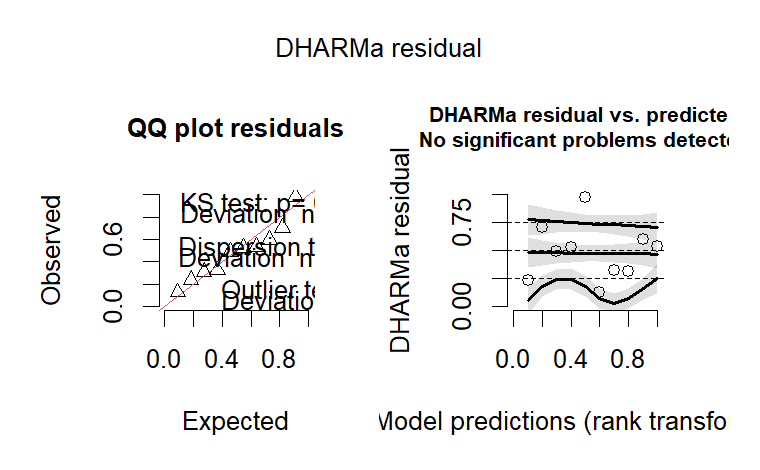 DHARMa residual
QQ plot residuals
KS test: p=
Deviation n
Dispersion t
Deviation n
Outlier te
Deviatio
Observed
0.0
0.6
0.0
0.4
0.8
Expected
DHARMa residual vs. predicte
No significant problems detecte
DHARMa residual
0.00
0.75
0.0
0.4
0.8
Model predictions (rank transfo